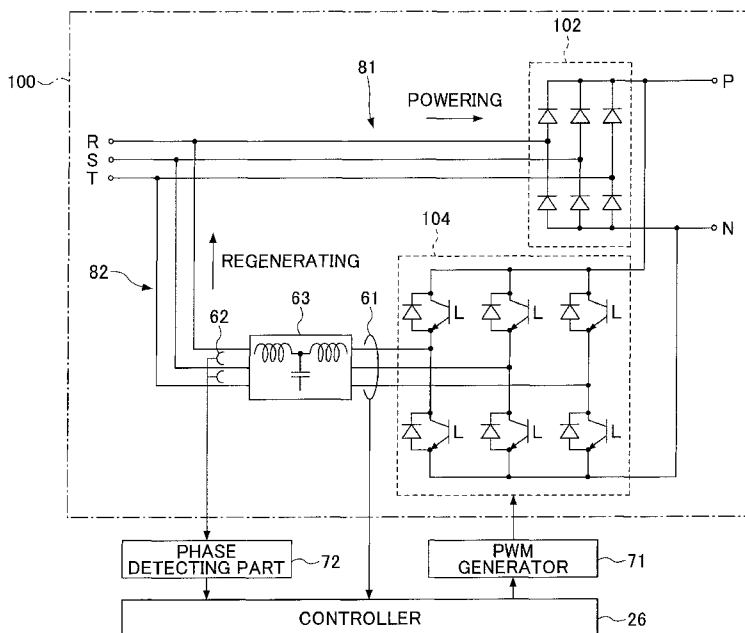 102
100
81
POWERING
P
R
S
T
N
104
REGENERATING
82
62
63
61
L
L
L
L
L
L
PHASE
DETECTING PART
72
PWM
GENERATOR
71
CONTROLLER
26